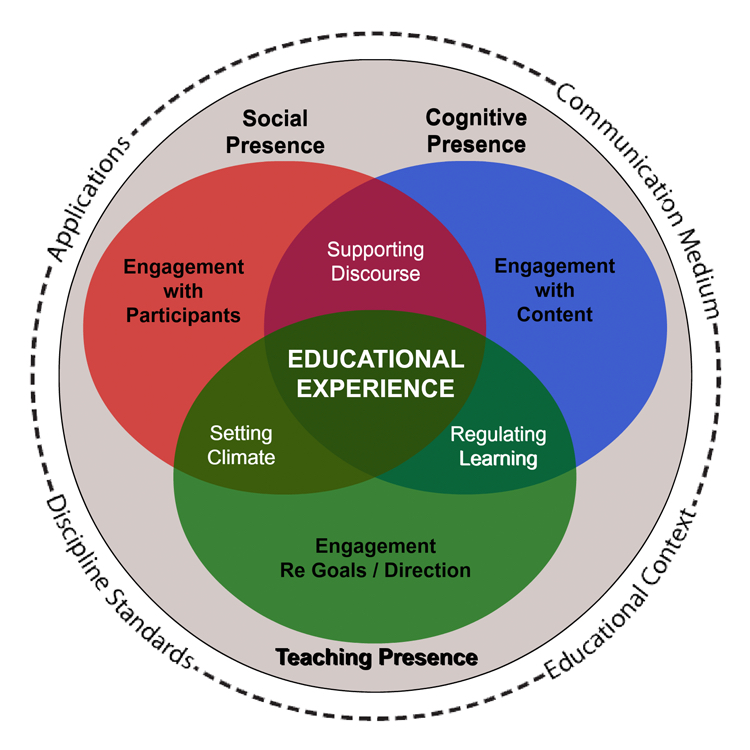 Social
Presence
Cognitive
Presence
Applications
Communication Medium
Engagement
with
Participants
Supporting
Discourse
Engagement
with
Content
EDUCATIONAL
EXPERIENCE
Setting
Climate
Regulating
Learning
Engagement
Re Goals / Direction
Teaching Presence
Discipline Standards
Educational Context